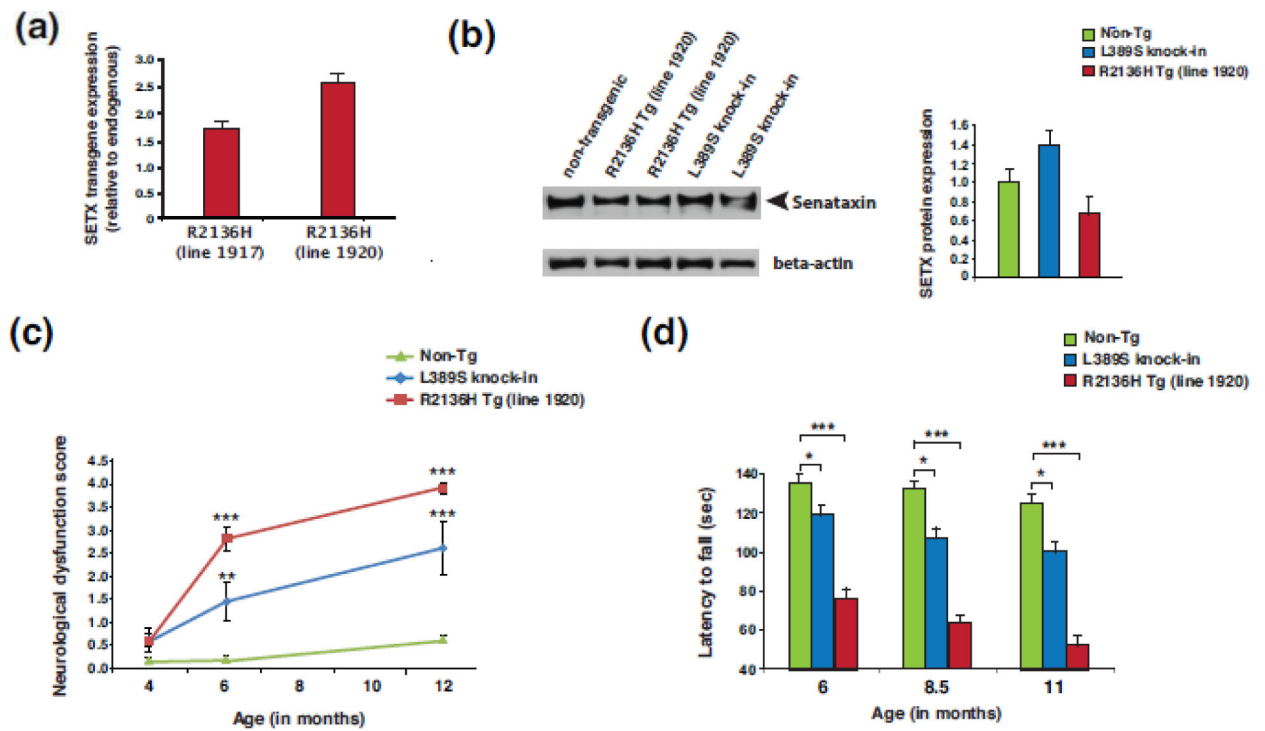 (a)
SETX transgene expression
(relative to endogenous)
3.0
2.5
2.0
1.5
1.0
0.5
0
R2136H
(line 1917)
R2136H
(line 1920)
(b)
non-transgenic
R2136H Tg (line 1920)
R2136H Tg (line 1920)
L389S knock-in
L389S knock-in
Senataxin
beta-actin
Non-Tg
L389S knock-in
R2136H Tg (line 1920)
SETX protein expression
1.6
1.4
1.2
1.0
0.8
0.6
0.4
0.2
0
(c)
Non-Tg
L389S knock-in
R2136H Tg (line 1920)
Neurological dysfunction score
4.5
4.0
3.5
3.0
2.5
2.0
1.5
1.0
0.5
0.0
***
**
***
***
4 6 8 10 12
Age (in months)
(d)
Non-Tg
L389S knock-in
R2136H Tg (line 1920)
Latency to fall (sec)
140
120
100
80
60
40
***
*
***
*
***
*
6 8.5 11
Age (in months)